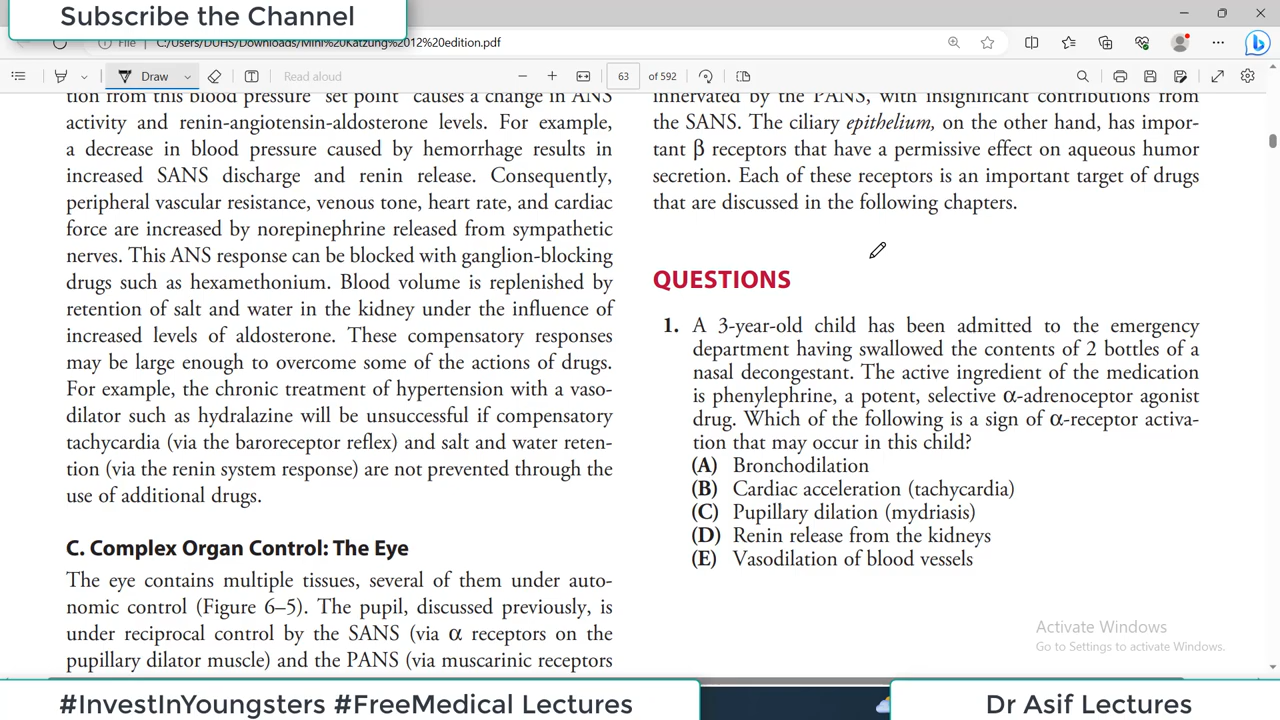 Subscribe the Channel
File
C:/Users/DUHS/Downloads/Mini%20Katzung%2012%20edition.pdf
Draw
Read aloud
63 of 592
tion from this blood pressure "set point" causes a change in ANS
activity and renin-angiotensin-aldosterone levels. For example,
a decrease in blood pressure caused by hemorrhage results in
increased SANS discharge and renin release. Consequently,
peripheral vascular resistance, venous tone, heart rate, and cardiac
force are increased by norepinephrine released from sympathetic
nerves. This ANS response can be blocked with ganglion-blocking
drugs such as hexamethonium. Blood volume is replenished by
retention of salt and water in the kidney under the influence of
increased levels of aldosterone. These compensatory responses
may be large enough to overcome some of the actions of drugs.
For example, the chronic treatment of hypertension with a vaso-
dilator such as hydralazine will be unsuccessful if compensatory
tachycardia (via the baroreceptor reflex) and salt and water reten-
tion (via the renin system response) are not prevented through the
use of additional drugs.
C. Complex Organ Control: The Eye
The eye contains multiple tissues, several of them under auto-
nomic control (Figure 6–5). The pupil, discussed previously, is
under reciprocal control by the SANS (via α receptors on the
pupillary dilator muscle) and the PANS (via muscarinic receptors
innervated by the PANS, with insignificant contributions from
the SANS. The ciliary epithelium, on the other hand, has impor-
tant β receptors that have a permissive effect on aqueous humor
secretion. Each of these receptors is an important target of drugs
that are discussed in the following chapters.
QUESTIONS
1. A 3-year-old child has been admitted to the emergency
department having swallowed the contents of 2 bottles of a
nasal decongestant. The active ingredient of the medication
is phenylephrine, a potent, selective α-adrenoceptor agonist
drug. Which of the following is a sign of α-receptor activa-
tion that may occur in this child?
(A) Bronchodilation
(B) Cardiac acceleration (tachycardia)
(C) Pupillary dilation (mydriasis)
(D) Renin release from the kidneys
(E) Vasodilation of blood vessels
Activate Windows
Go to Settings to activate Windows.
#InvestInYoungsters #FreeMedical Lectures
Dr Asif Lectures